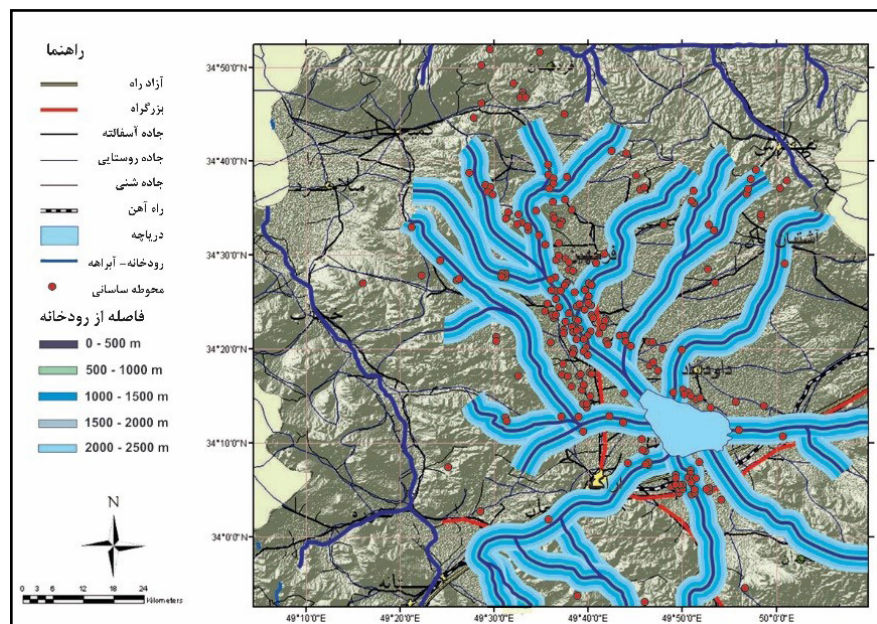 راهنما
آزاد راه
بزرگراه
جاده آسفالته
جاده روستایی
جاده شنی
راه آهن
دریاچه
رودخانه- آبراهه
محوطه ساسانی
فاصله از رودخانه
0 - 500 m
500 - 1000 m
1000 - 1500 m
1500 - 2000 m
2000 - 2500 m
N
0 3 6 12 18 24
Kilometers
34°50'0"N
34°40'0"N
34°30'0"N
34°20'0"N
34°10'0"N
34°0'0"N
49°10'0"E
49°20'0"E
49°30'0"E
49°40'0"E
49°50'0"E
50°0'0"E